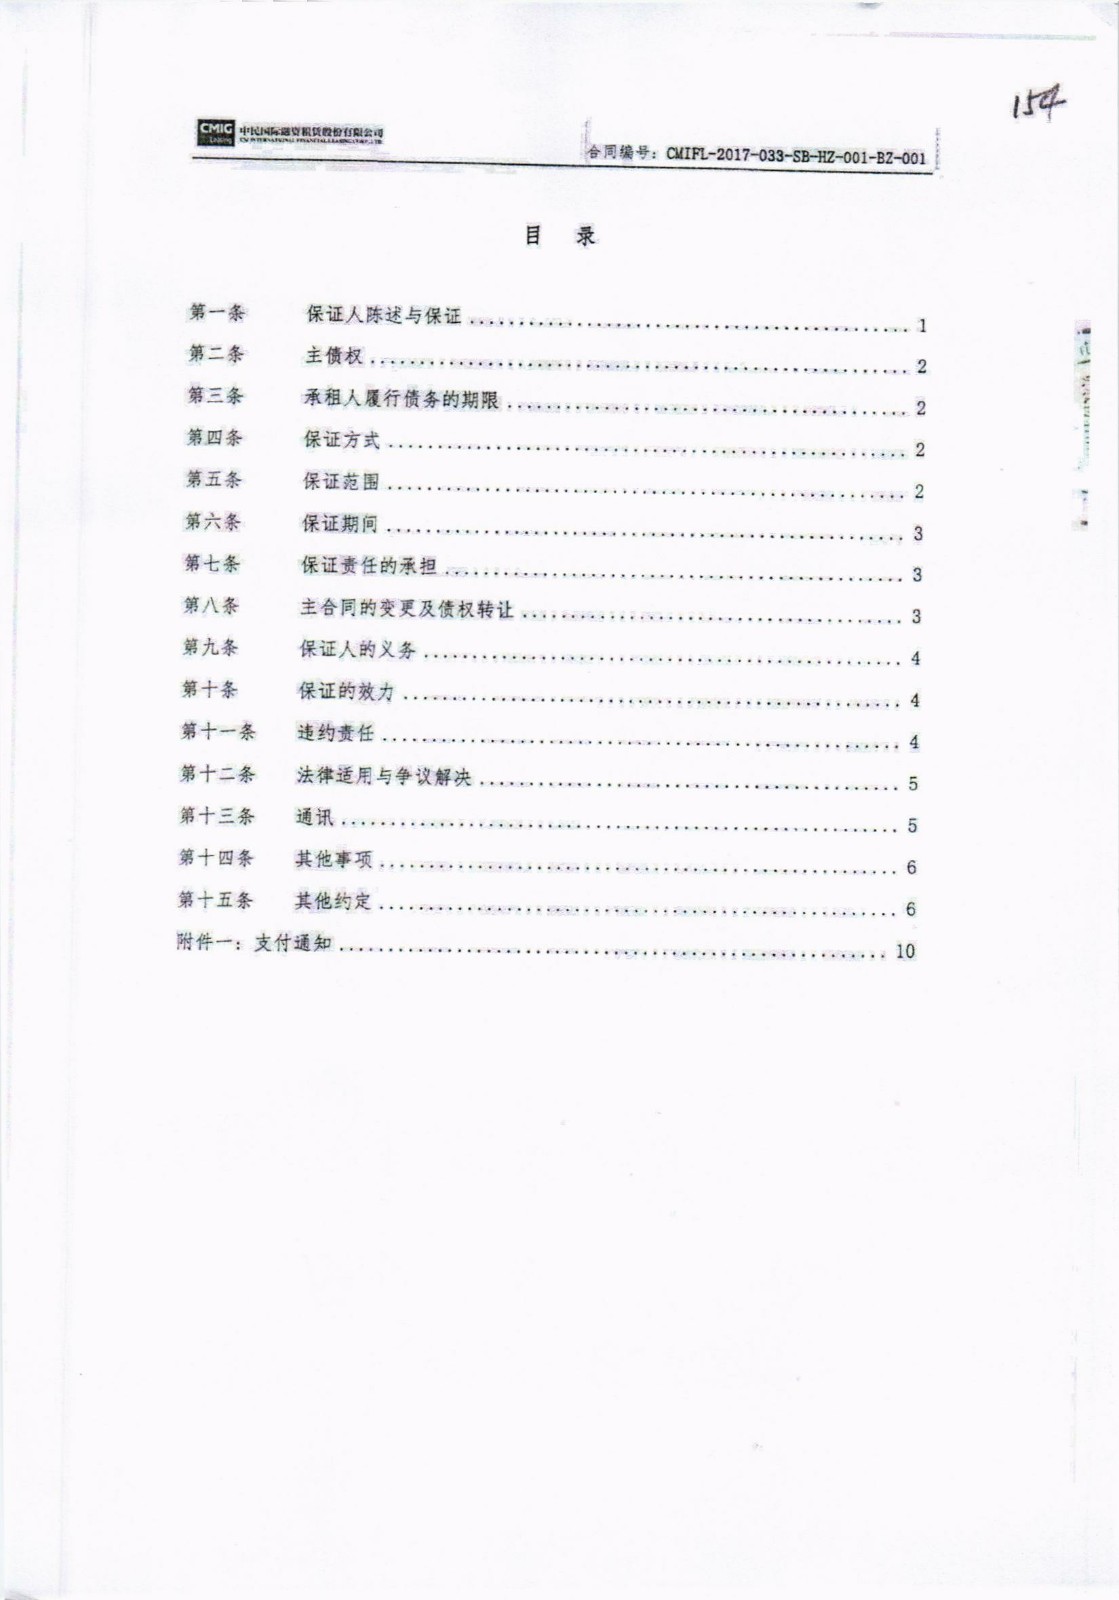 154
CMIG 中民国际融资租赁股份有限公司
合同编号：CMIFL-2017-033-SB-HZ-001-BZ-001
目 录
第一条 保证人陈述与保证 ........ 1
第二条 主债权 ........ 2
第三条 承租人履行债务的期限 ........ 2
第四条 保证方式 ........ 2
第五条 保证范围 ........ 2
第六条 保证期间 ........ 3
第七条 保证责任的承担 ........ 3
第八条 主合同的变更及债权转让 ........ 3
第九条 保证人的义务 ........ 4
第十条 保证的效力 ........ 4
第十一条 违约责任 ........ 4
第十二条 法律适用与争议解决 ........ 5
第十三条 通讯 ........ 5
第十四条 其他事项 ........ 6
第十五条 其他约定 ........ 6
附件一：支付通知 ........ 10